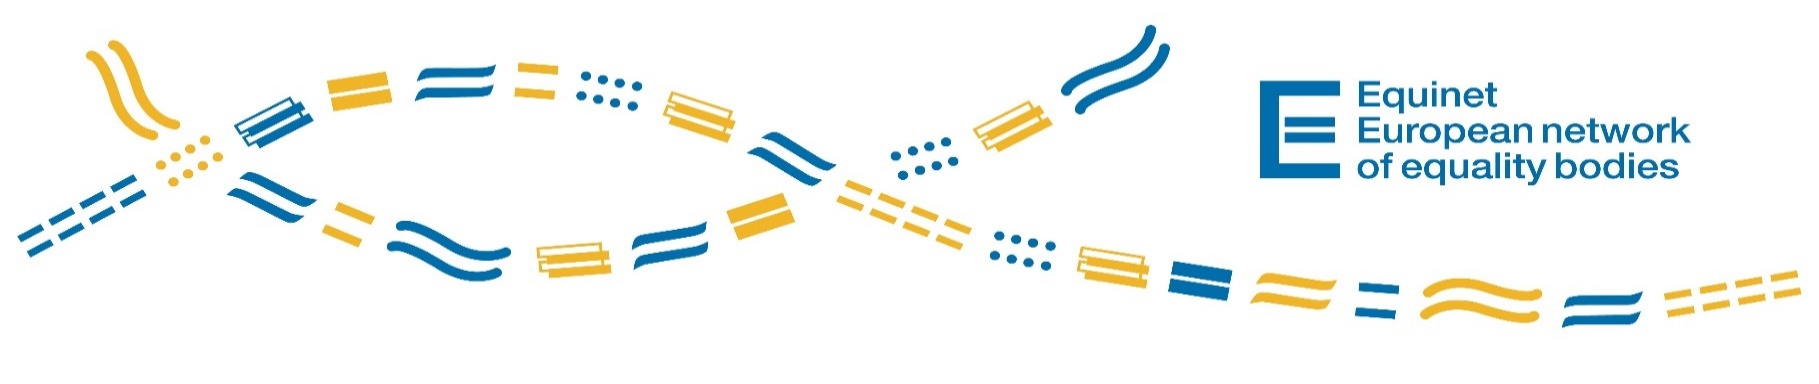 Equinet
European network
of equality bodies